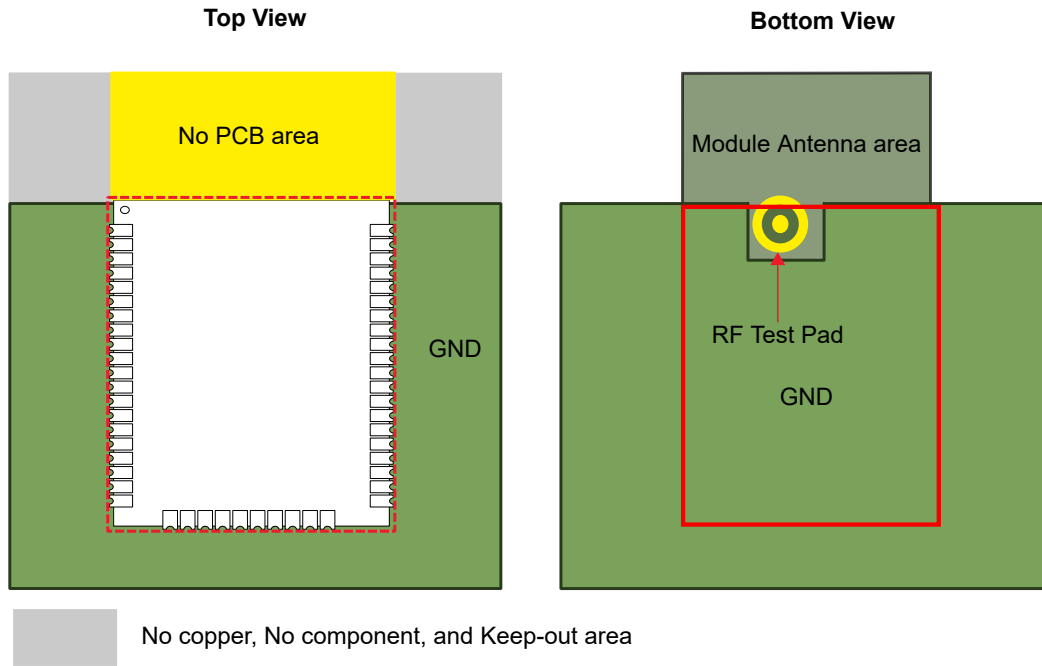 Top View
Bottom View
No PCB area
Module Antenna area
GND
RF Test Pad
GND
No copper, No component, and Keep-out area